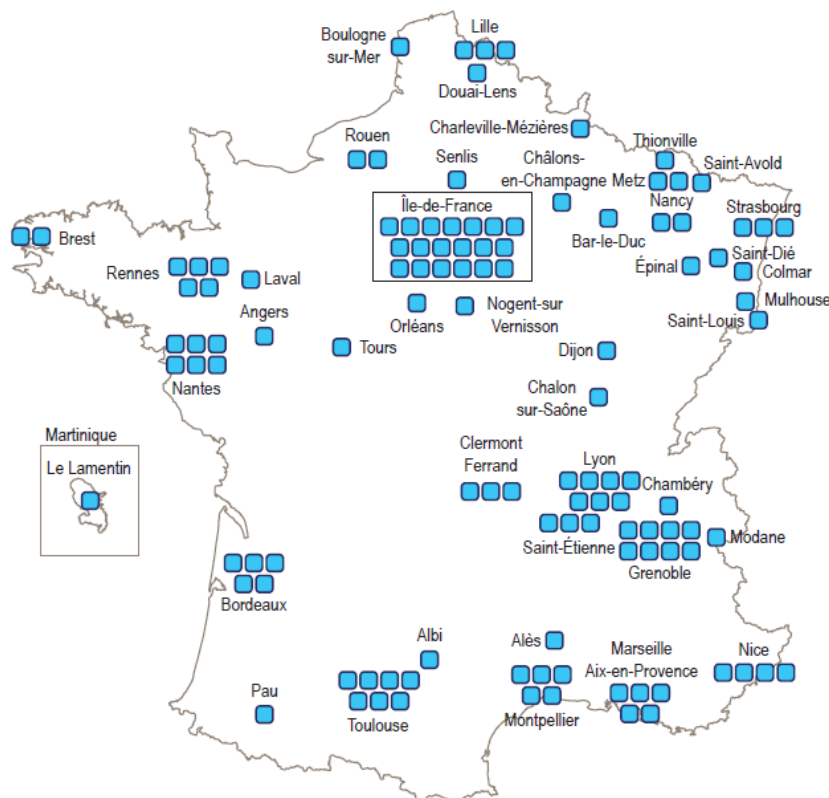 Boulogne
sur-Mer
Lille
Douai-Lens
Charleville-Mézières
Rouen
Senlis
Châlons-
en-Champagne
Thionville
Metz
Saint-Avold
Île-de-France
Nancy
Strasbourg
Bar-le-Duc
Brest
Rennes
Laval
Épinal
Saint-Dié
Colmar
Angers
Orléans
Nogent-sur
Vernisson
Mulhouse
Saint-Louis
Tours
Dijon
Nantes
Chalon
sur-Saône
Martinique
Le Lamentin
Clermont
Ferrand
Lyon
Chambéry
Saint-Étienne
Modane
Grenoble
Bordeaux
Albi
Alès
Marseille
Aix-en-Provence
Nice
Pau
Toulouse
Montpellier